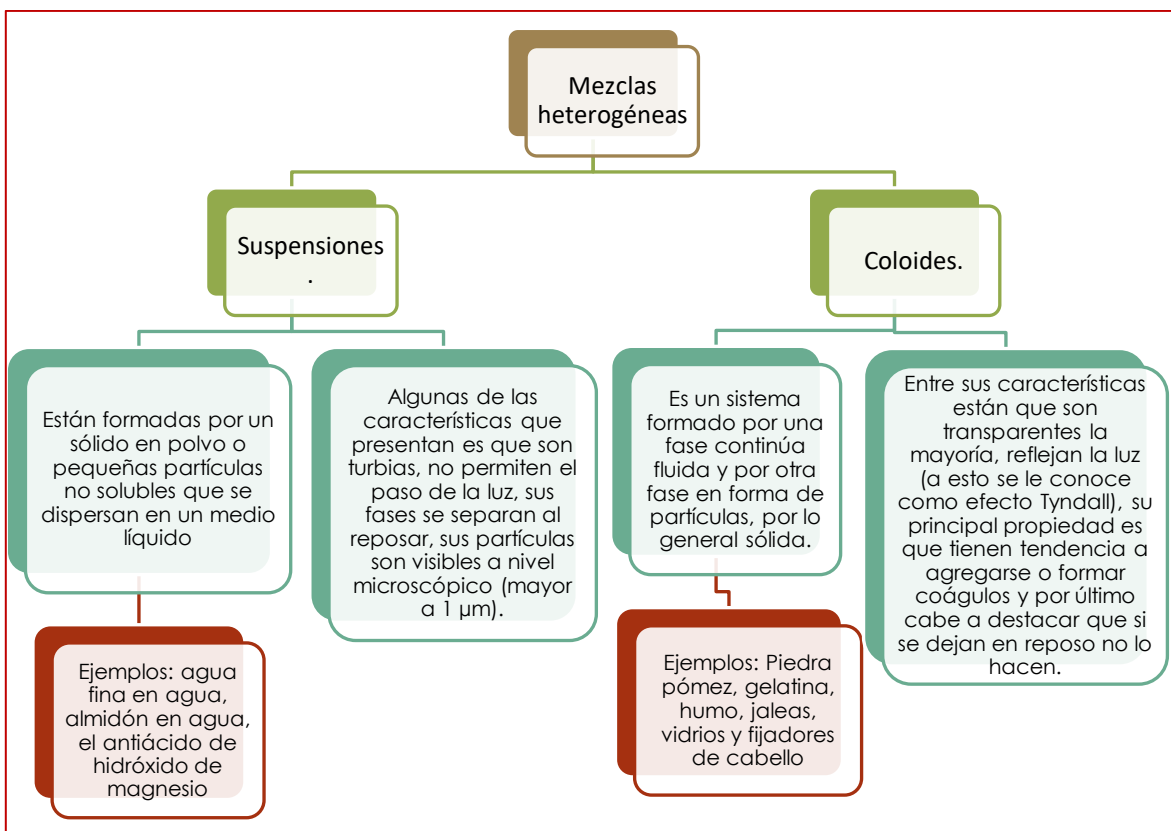 Mezclas
heterogéneas
Suspensiones
.
Coloides.
Están formadas por un
sólido en polvo o
pequeñas partículas
no solubles que se
dispersan en un medio
líquido
Algunas de las
características que
presentan es que son
turbias, no permiten el
paso de la luz, sus
fases se separan al
reposar, sus partículas
son visibles a nivel
microscópico (mayor
a 1 µm).
Es un sistema
formado por una
fase continúa
fluida y por otra
fase en forma de
partículas, por lo
general sólida.
Entre sus características
están que son
transparentes la
mayoría, reflejan la luz
(a esto se le conoce
como efecto Tyndall), su
principal propiedad es
que tienen tendencia a
agregarse o formar
coágulos y por último
cabe a destacar que si
se dejan en reposo no lo
hacen.
Ejemplos: agua
fina en agua,
almidón en agua,
el antiácido de
hidróxido de
magnesio
Ejemplos: Piedra
pómez, gelatina,
humo, jaleas,
vidrios y fijadores
de cabello